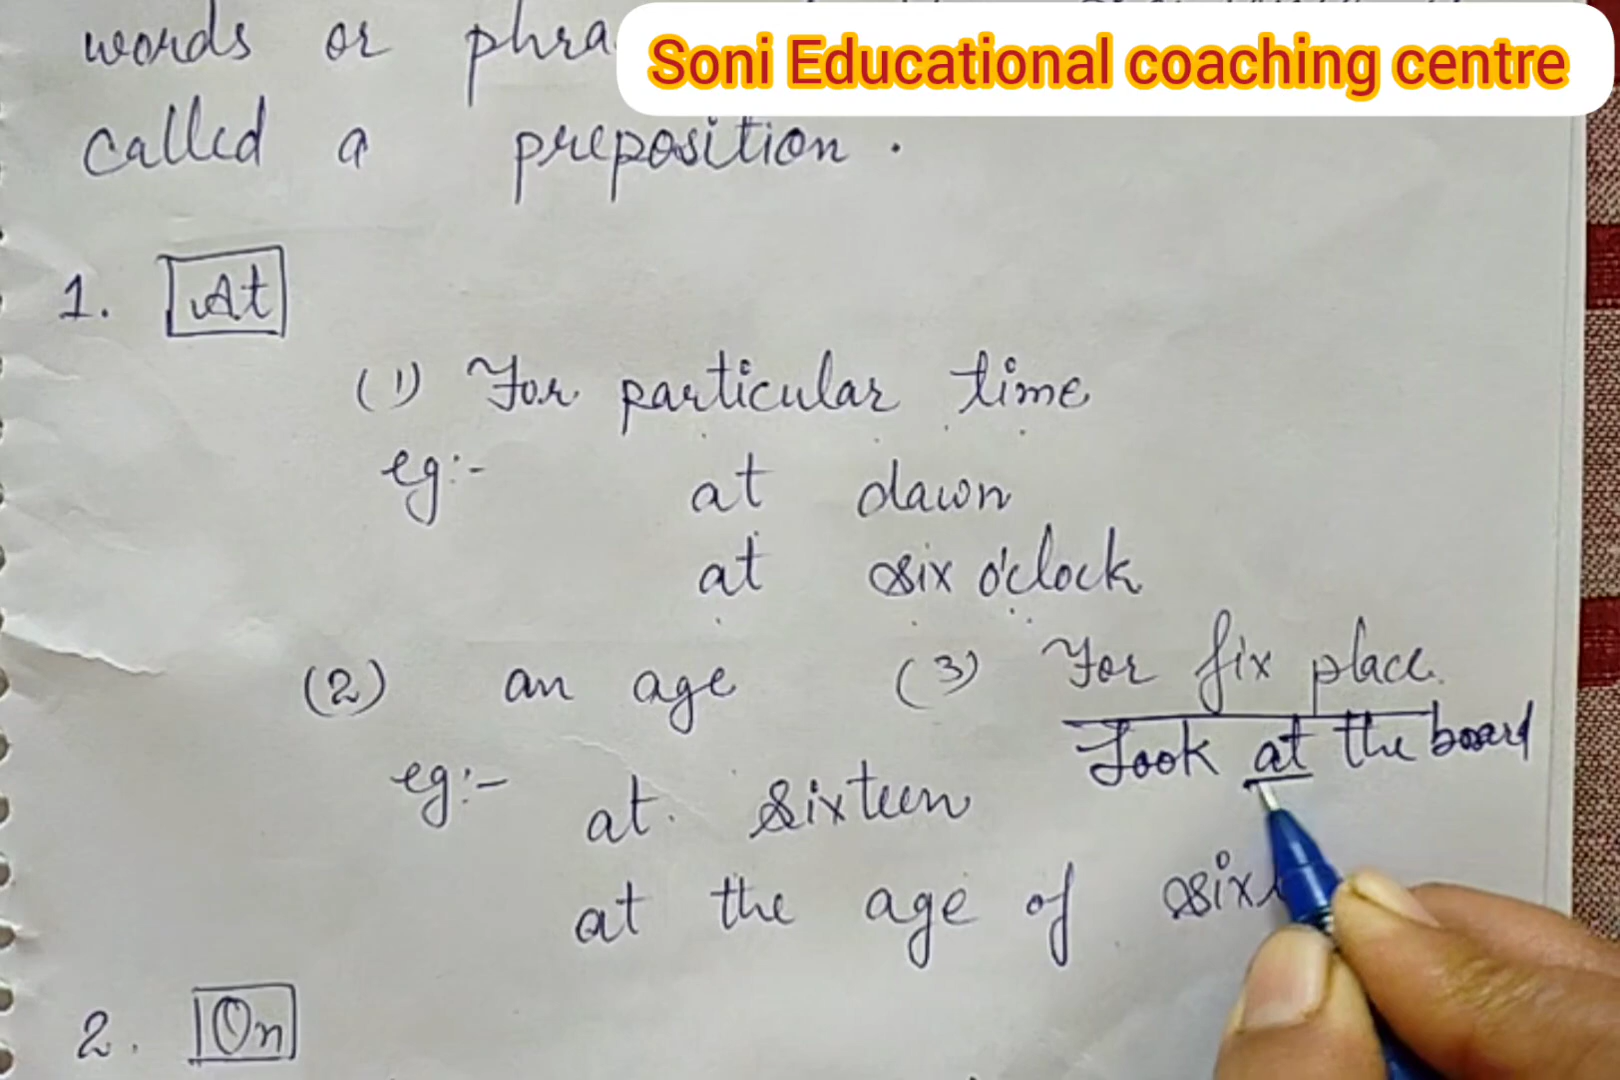 words or phra
Soni Educational coaching centre
called a preposition.
1. At
(1) For particular time
eg:- at dawn
at six o'clock
(2) an age (3) For fix place.
Look at the board
eg:- at sixteen
at the age of six
2. On